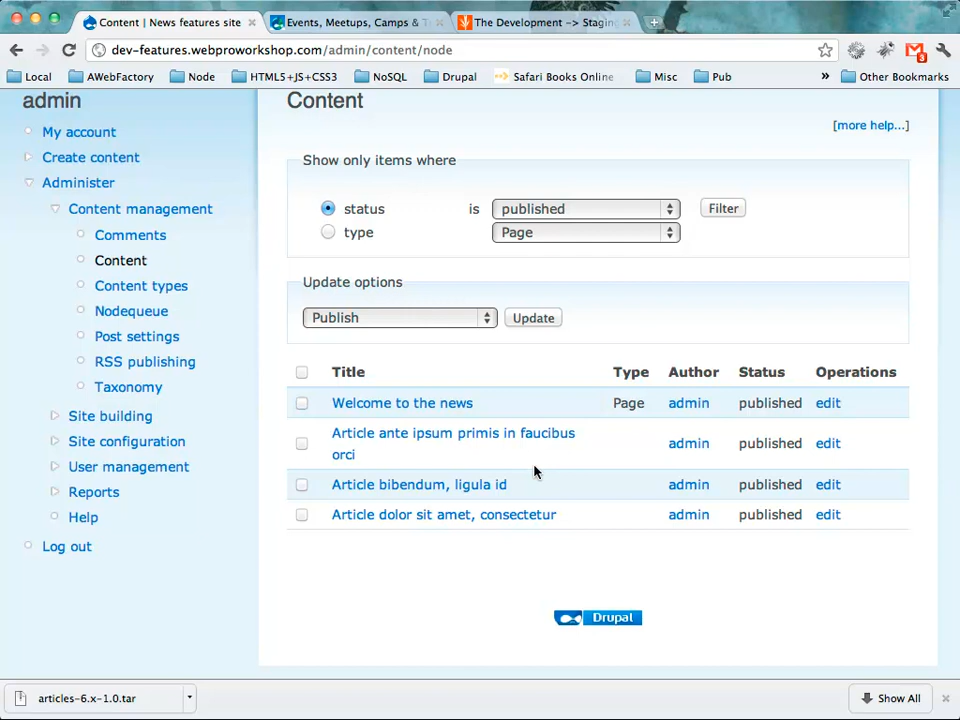 Content | News features site
Events, Meetups, Camps & T
The Development -> Staging
dev-features.webproworkshop.com/admin/content/node
3
Local AWebFactory Node HTML5+JS+CSS3 NoSQL Drupal Safari Books Online Misc Pub » Other Bookmarks
admin
My account
Create content
Administer
Content management
Comments
Content
Content types
Nodequeue
Post settings
RSS publishing
Taxonomy
Site building
Site configuration
User management
Reports
Help
Log out
Content
[more help...]
Show only items where
status is published Filter
type Page
Update options
Publish Update
Title Type Author Status Operations
Welcome to the news Page admin published edit
Article ante ipsum primis in faucibus
orci admin published edit
Article bibendum, ligula id admin published edit
Article dolor sit amet, consectetur admin published edit
Drupal
articles-6.x-1.0.tar
Show All